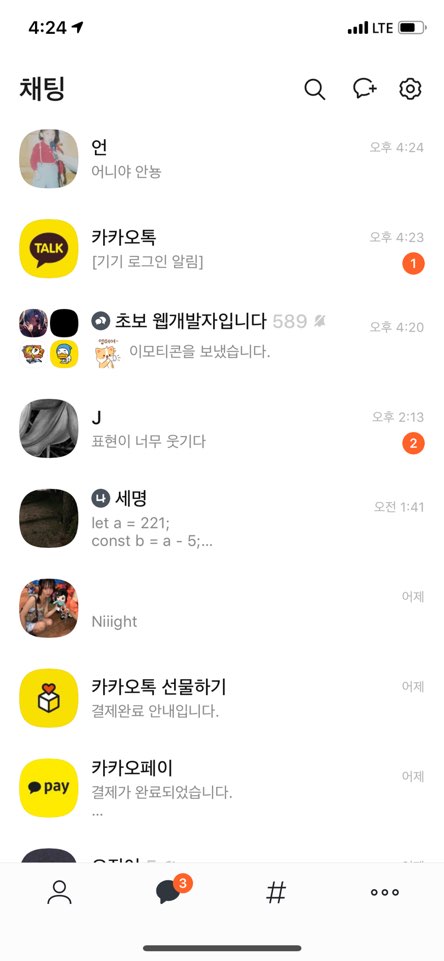 4:24
LTE
채팅
언
오후 4:24
어니야 안뇽
TALK
카카오톡
오후 4:23
[기기 로그인 알림]
1
초보 웹개발자입니다 589
오후 4:20
이모티콘을 보냈습니다.
J
오후 2:13
표현이 너무 웃기다
2
나 세명
오전 1:41
let a = 221;
const b = a - 5;...
어제
Niiight
카카오톡 선물하기
어제
결제완료 안내입니다.
pay
카카오페이
어제
결제가 완료되었습니다.
...
3